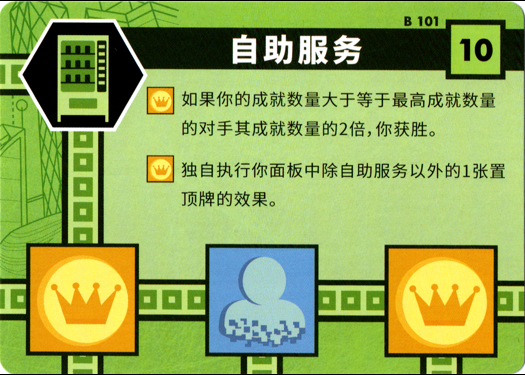 B 101
自助服务
10
如果你的成就数量大于等于最高成就数量
的对手其成就数量的2倍，你获胜。
独自执行你面板中除自助服务以外的1张置
顶牌的效果。